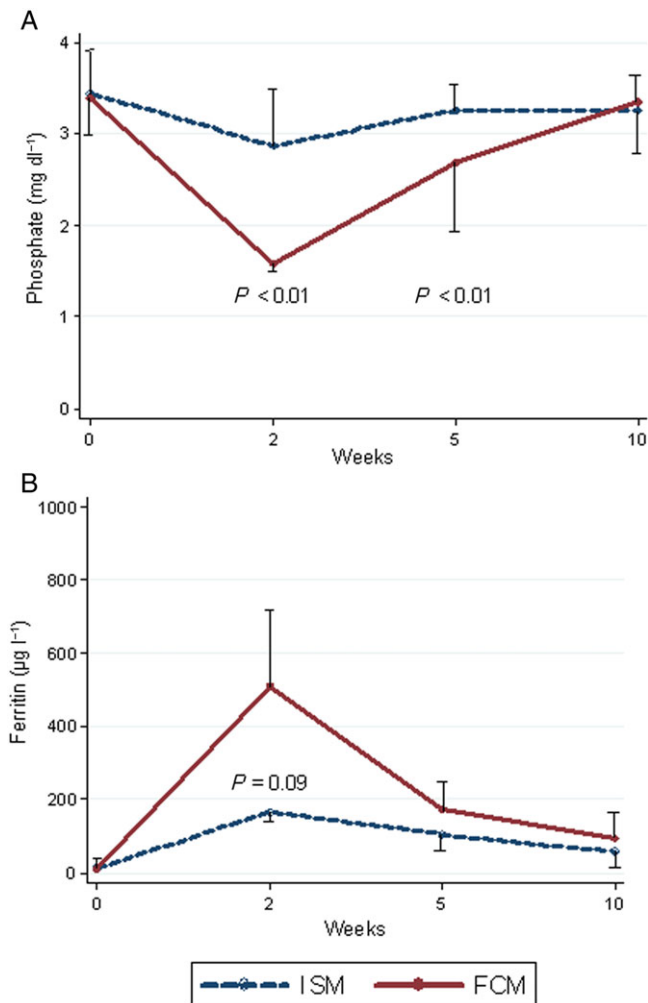 A
Phosphate (mg dl⁻¹)
4
3
2
1
0
P < 0.01 P < 0.01
0 2 5 10
Weeks
B
Ferritin (µg l⁻¹)
1000
800
600
400
200
0
P = 0.09
0 2 5 10
Weeks
ISM FCM